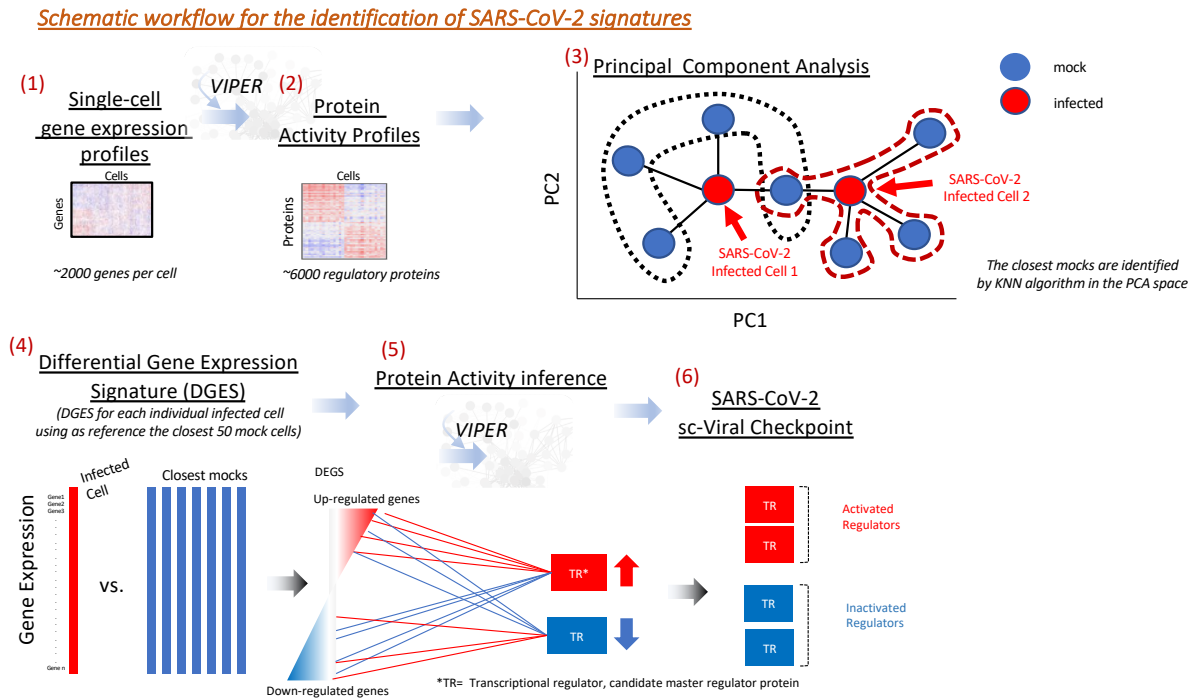 Schematic workflow for the identification of SARS-CoV-2 signatures
(1)
Single-cell
gene expression
profiles
Cells
Genes
~2000 genes per cell
VIPER
(2)
Protein
Activity Profiles
Cells
Proteins
~6000 regulatory proteins
(3)
Principal Component Analysis
mock
infected
PC2
SARS-CoV-2
Infected Cell 1
SARS-CoV-2
Infected Cell 2
PC1
The closest mocks are identified
by KNN algorithm in the PCA space
(4)
Differential Gene Expression
Signature (DGES)
(DGES for each individual infected cell
using as reference the closest 50 mock cells)
Gene Expression
Infected
Cell
Gene1
Gene2
Gene3
Gene n
vs.
Closest mocks
(5)
Protein Activity inference
VIPER
DEGS
Up-regulated genes
Down-regulated genes
TR*
TR
*TR= Transcriptional regulator, candidate master regulator protein
(6)
SARS-CoV-2
sc-Viral Checkpoint
TR
TR
Activated
Regulators
TR
TR
Inactivated
Regulators